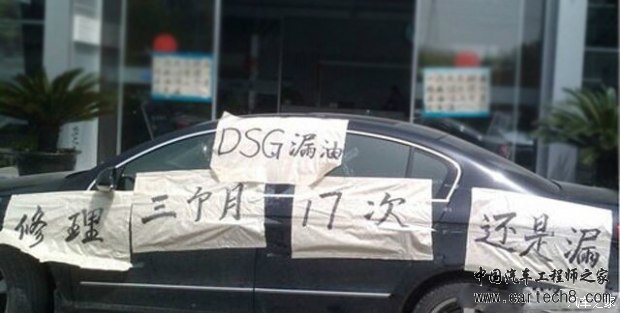 DSG漏油
修理 三个月 17次 还是漏
中国汽车工程师之家
www.cartech8.com